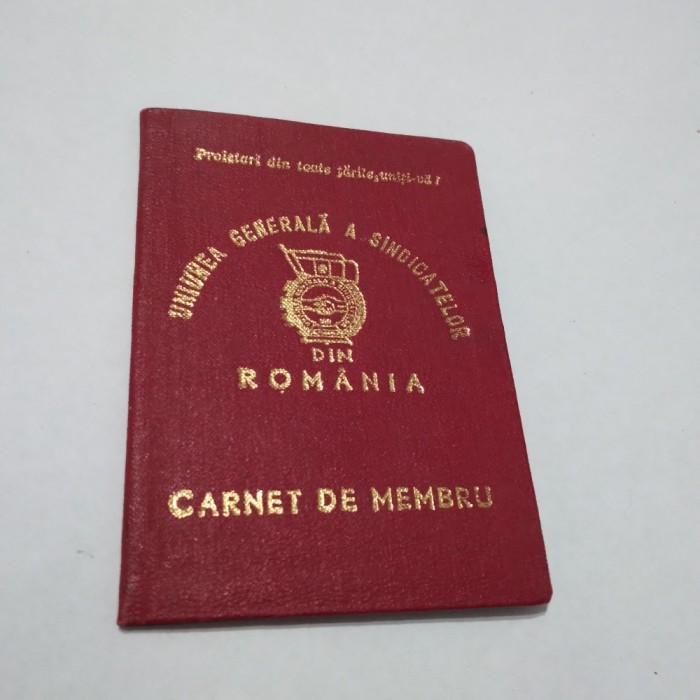 Proletari din toate țările, uniți-vă!
UNIUNEA GENERALĂ A SINDICATELOR
DIN
ROMÂNIA
CARNET DE MEMBRU